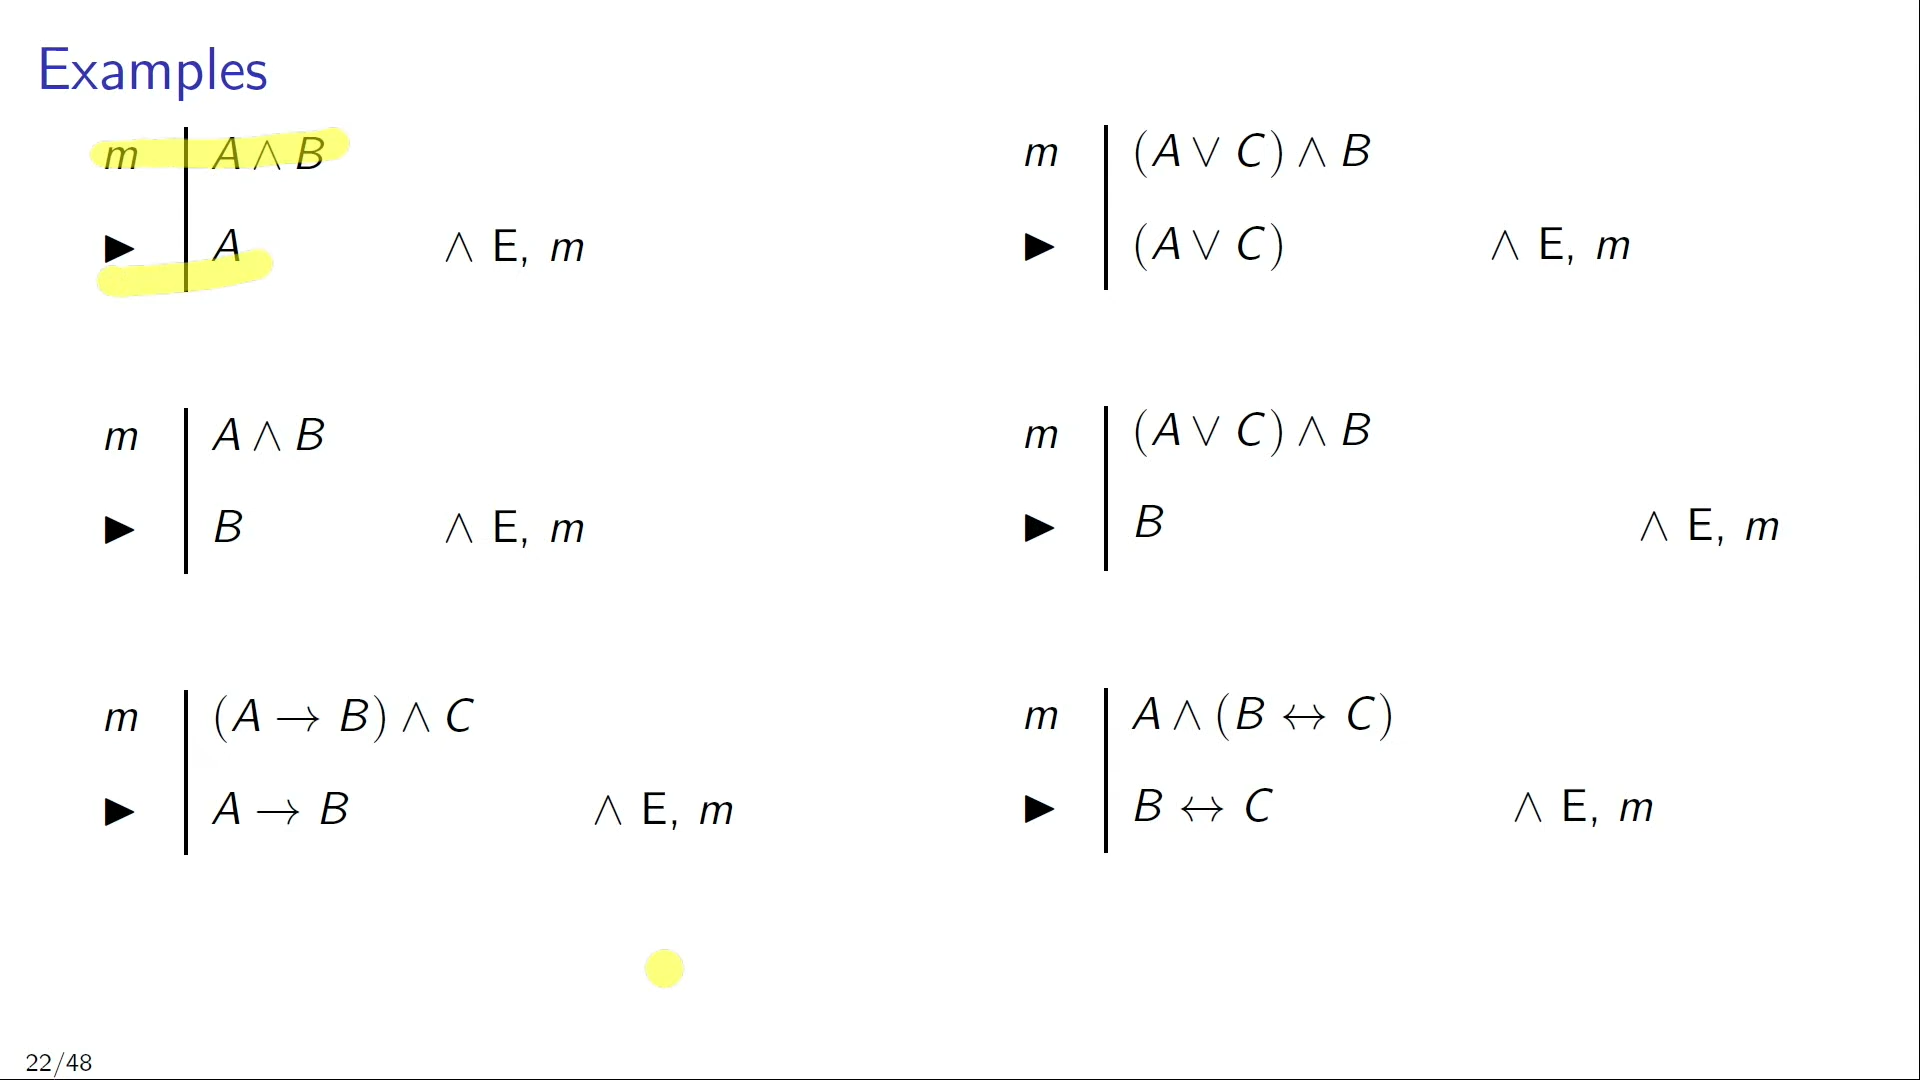 Examples
m A ∧ B
▶ A ∧ E, m
m A ∧ B
▶ B ∧ E, m
m (A → B) ∧ C
▶ A → B ∧ E, m
m (A ∨ C) ∧ B
▶ (A ∨ C) ∧ E, m
m (A ∨ C) ∧ B
▶ B ∧ E, m
m A ∧ (B ↔ C)
▶ B ↔ C ∧ E, m
22/48